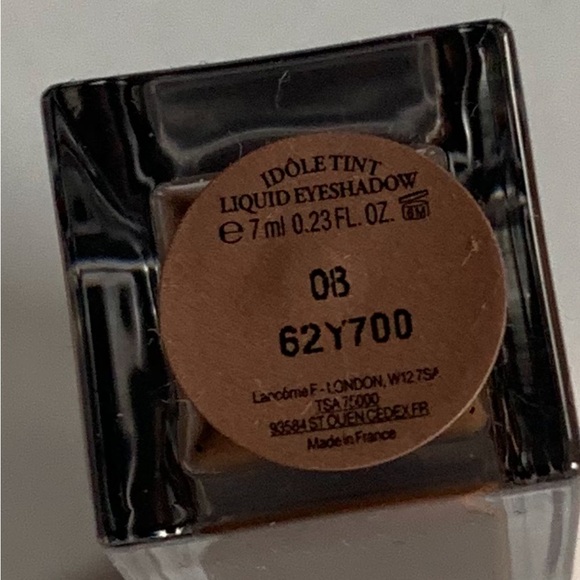 IDÔLE TINT
LIQUID EYESHADOW
℮ 7 ml 0.23 FL. OZ. 6M
08
62Y700
Lancôme F - LONDON, W12 7SA
TSA 75000
93584 ST OUEN CEDEX FR
Made in France